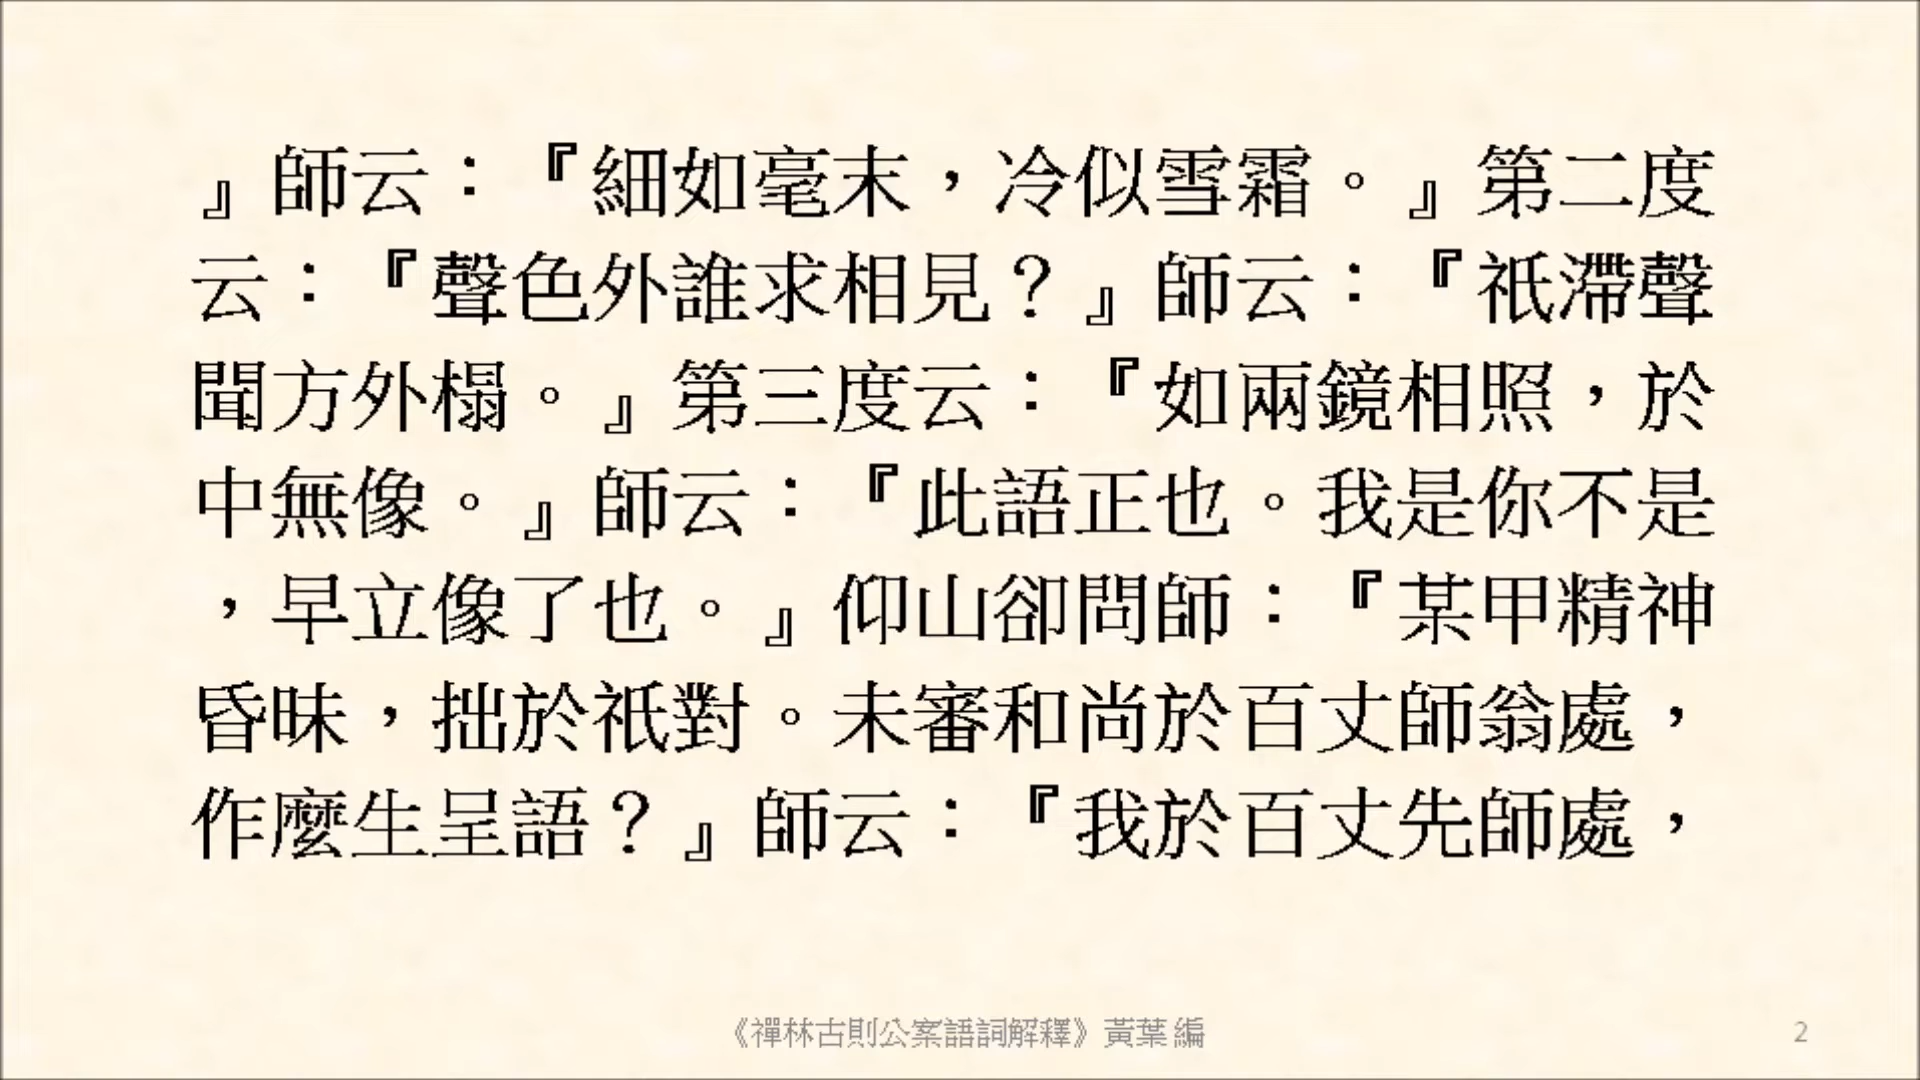 』師云：『細如毫末，冷似雪霜。』第二度
云：『聲色外誰求相見？』師云：『祇滯聲
聞方外榻。』第三度云：『如兩鏡相照，於
中無像。』師云：『此語正也。我是你不是
，早立像了也。』仰山卻問師：『某甲精神
昏昧，拙於祇對。未審和尚於百丈師翁處，
作麼生呈語？』師云：『我於百丈先師處，
《禪林古則公案語詞解釋》黃葉 編
2